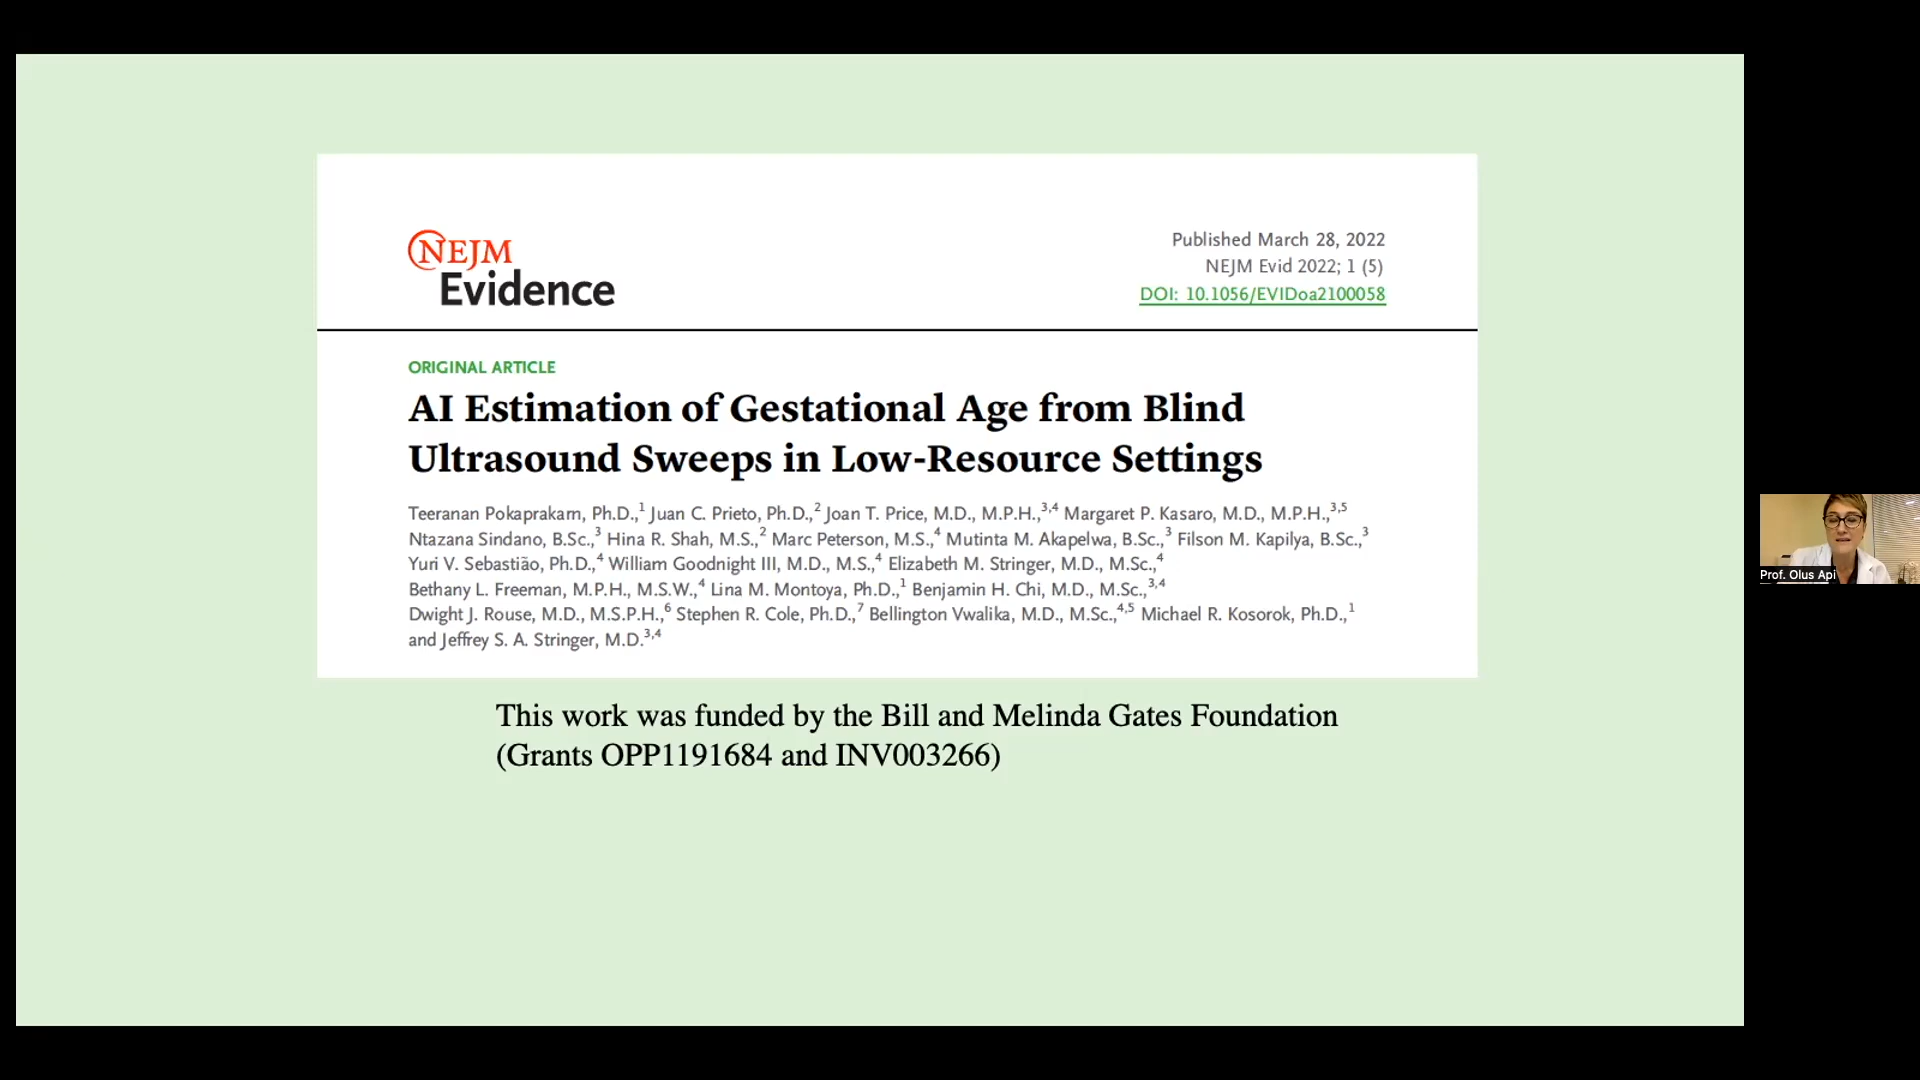 NEJM
Evidence
Published March 28, 2022
NEJM Evid 2022; 1 (5)
DOI: 10.1056/EVIDoa2100058
ORIGINAL ARTICLE
AI Estimation of Gestational Age from Blind
Ultrasound Sweeps in Low-Resource Settings
Teeranan Pokaprakarn, Ph.D.,1 Juan C. Prieto, Ph.D.,2 Joan T. Price, M.D., M.P.H.,3,4 Margaret P. Kasaro, M.D., M.P.H.,3,5
Ntazana Sindano, B.Sc.,3 Hina R. Shah, M.S.,2 Marc Peterson, M.S.,4 Mutinta M. Akapelwa, B.Sc.,3 Filson M. Kapilya, B.Sc.,3
Yuri V. Sebastião, Ph.D.,4 William Goodnight III, M.D., M.S.,4 Elizabeth M. Stringer, M.D., M.Sc.,4
Bethany L. Freeman, M.P.H., M.S.W.,4 Lina M. Montoya, Ph.D.,1 Benjamin H. Chi, M.D., M.Sc.,3,4
Dwight J. Rouse, M.D., M.S.P.H.,6 Stephen R. Cole, Ph.D.,7 Bellington Vwalika, M.D., M.Sc.,4,5 Michael R. Kosorok, Ph.D.,1
and Jeffrey S. A. Stringer, M.D.3,4
This work was funded by the Bill and Melinda Gates Foundation
(Grants OPP1191684 and INV003266)
Prof. Olus Api